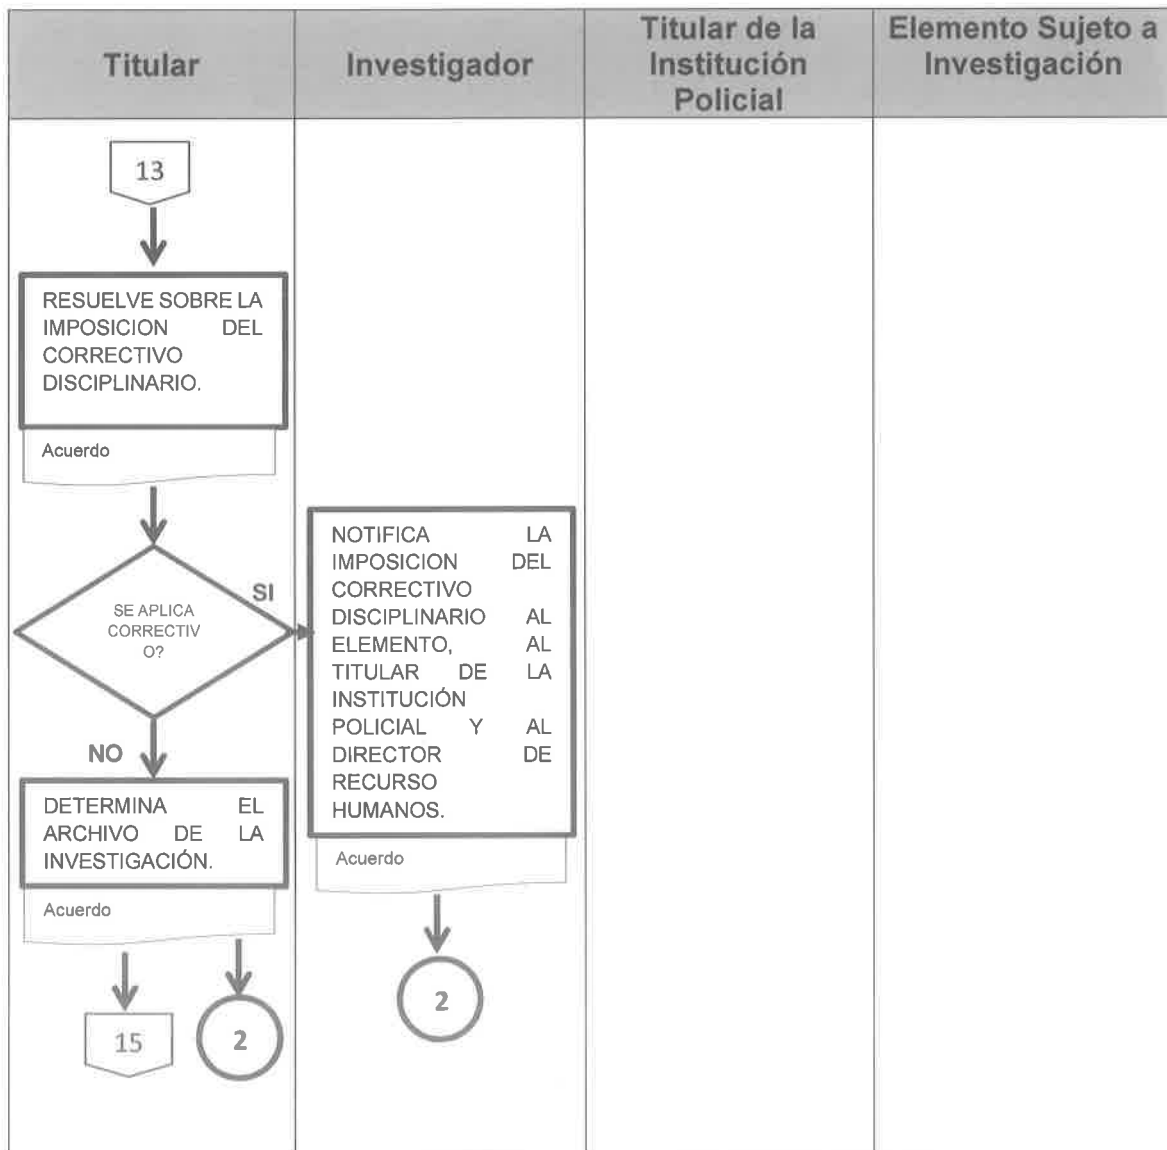 Titular
Investigador
Titular de la
Institución
Policial
Elemento Sujeto a
Investigación
13
RESUELVE SOBRE LA
IMPOSICION DEL
CORRECTIVO
DISCIPLINARIO.
Acuerdo
SE APLICA
CORRECTIV
O?
SI
NO
NOTIFICA LA
IMPOSICION DEL
CORRECTIVO
DISCIPLINARIO AL
ELEMENTO, AL
TITULAR DE LA
INSTITUCIÓN
POLICIAL Y AL
DIRECTOR DE
RECURSO
HUMANOS.
Acuerdo
2
DETERMINA EL
ARCHIVO DE LA
INVESTIGACIÓN.
Acuerdo
15
2